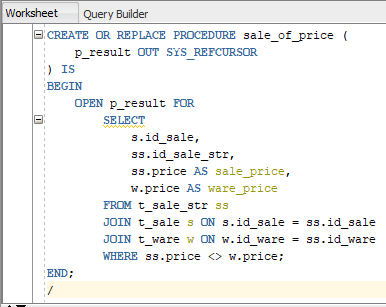 Worksheet Query Builder
CREATE OR REPLACE PROCEDURE sale_of_price (
p_result OUT SYS_REFCURSOR
) IS
BEGIN
OPEN p_result FOR
SELECT
s.id_sale,
ss.id_sale_str,
ss.price AS sale_price,
w.price AS ware_price
FROM t_sale_str ss
JOIN t_sale s ON s.id_sale = ss.id_sale
JOIN t_ware w ON w.id_ware = ss.id_ware
WHERE ss.price <> w.price;
END;
/